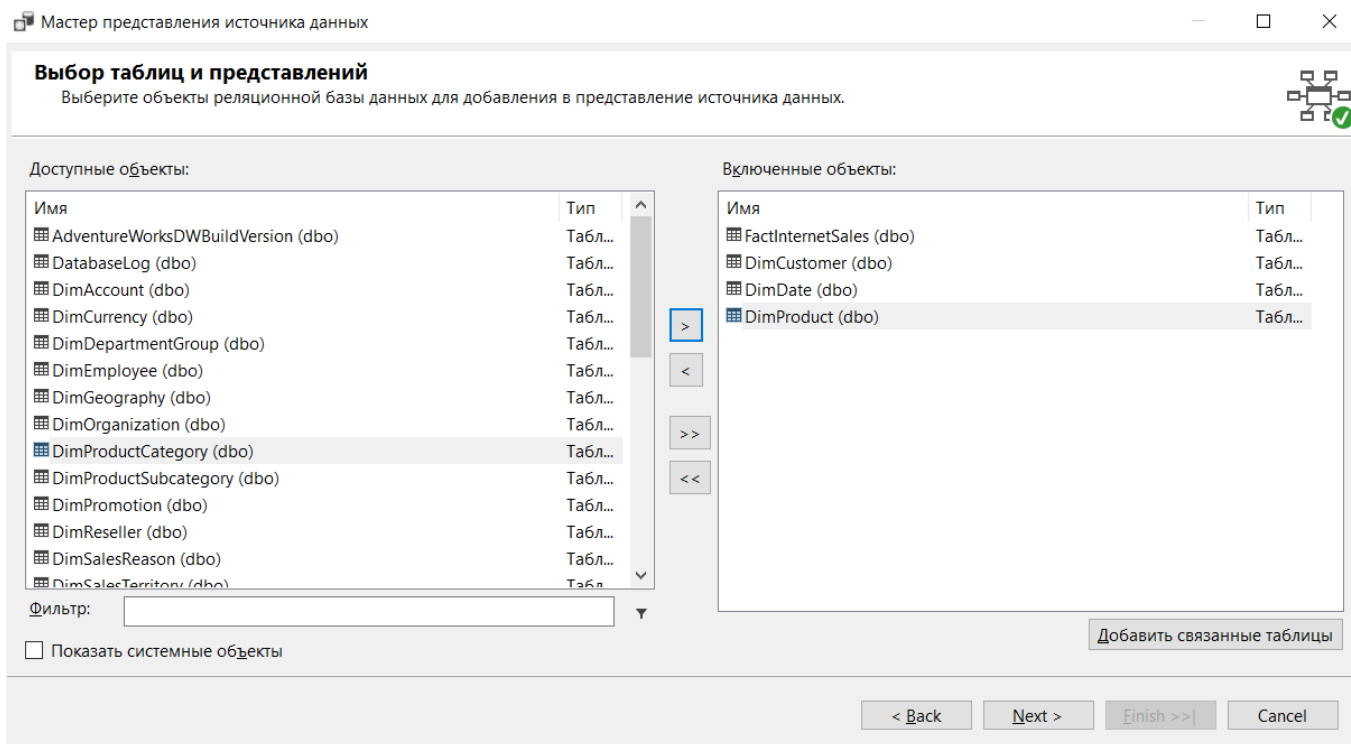 Мастер представления источника данных
Выбор таблиц и представлений
Выберите объекты реляционной базы данных для добавления в представление источника данных.
Доступные объекты:
Имя Тип
AdventureWorksDWBuildVersion (dbo) Табл...
DatabaseLog (dbo) Табл...
DimAccount (dbo) Табл...
DimCurrency (dbo) Табл...
DimDepartmentGroup (dbo) Табл...
DimEmployee (dbo) Табл...
DimGeography (dbo) Табл...
DimOrganization (dbo) Табл...
DimProductCategory (dbo) Табл...
DimProductSubcategory (dbo) Табл...
DimPromotion (dbo) Табл...
DimReseller (dbo) Табл...
DimSalesReason (dbo) Табл...
DimSalesTerritory (dbo) Табл
Фильтр:
Показать системные объекты
>
<
>>
<<
Включенные объекты:
Имя Тип
FactInternetSales (dbo) Табл...
DimCustomer (dbo) Табл...
DimDate (dbo) Табл...
DimProduct (dbo) Табл...
Добавить связанные таблицы
< Back Next > Finish >>| Cancel